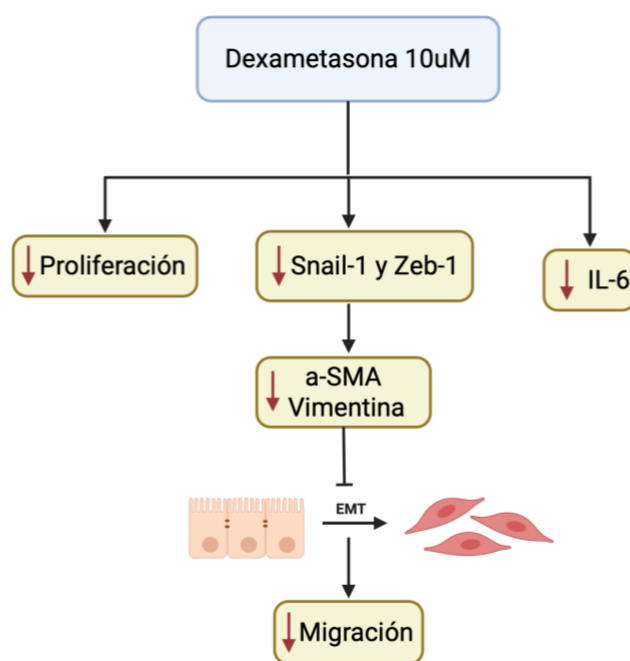 Dexametasona 10uM
Proliferación
Snail-1 y Zeb-1
IL-6
a-SMA
Vimentina
EMT
Migración